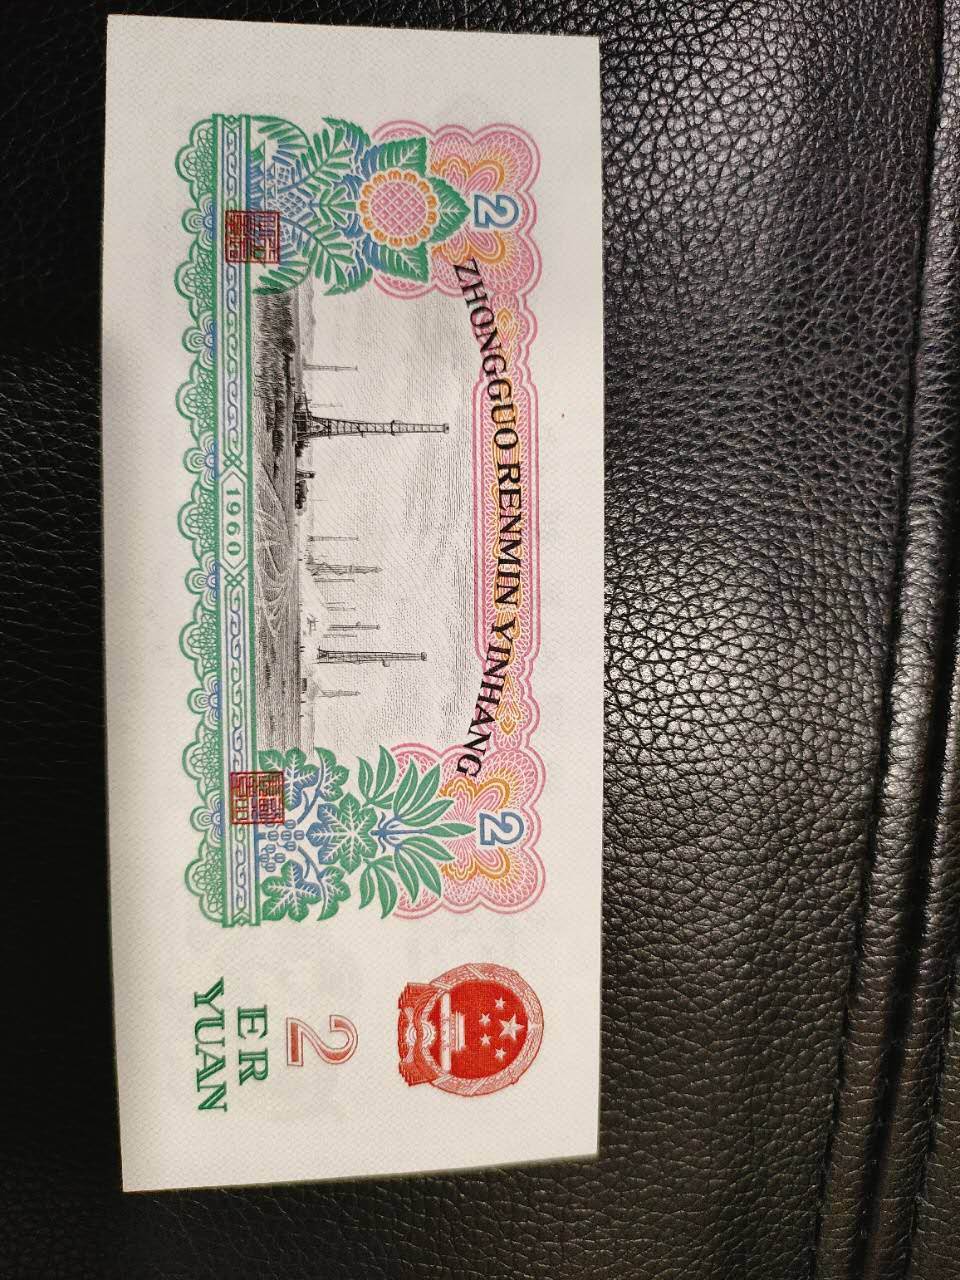 ZHONGGUO RENMIN YINHANG
2
2
1960
2
ER
YUAN